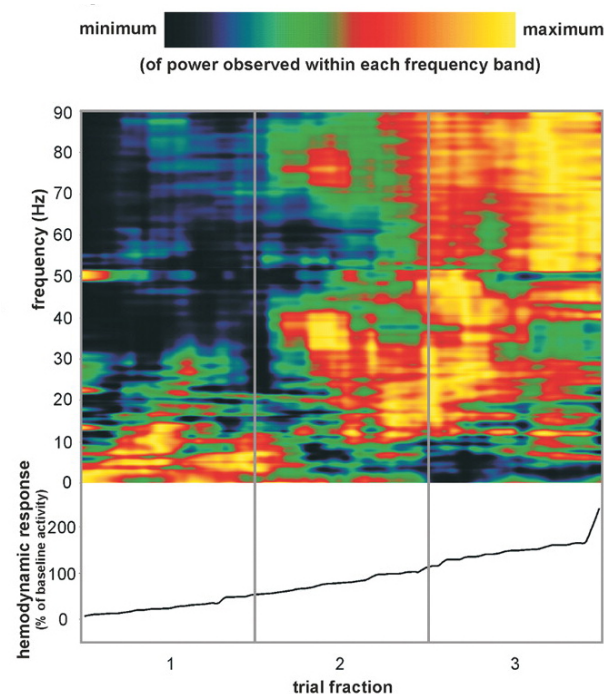 minimum maximum
(of power observed within each frequency band)
frequency (Hz)
90
80
70
60
50
40
30
20
10
0
hemodynamic response
(% of baseline activity)
200
100
0
1 2 3
trial fraction